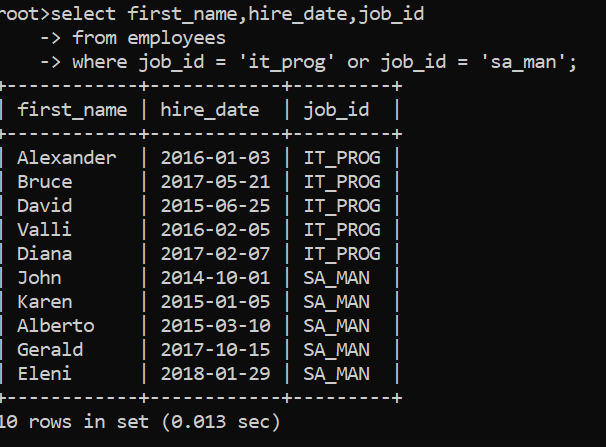 root>select first_name,hire_date,job_id
-> from employees
-> where job_id = 'it_prog' or job_id = 'sa_man';
+------------+------------+---------+
| first_name | hire_date | job_id |
+------------+------------+---------+
| Alexander | 2016-01-03 | IT_PROG |
| Bruce | 2017-05-21 | IT_PROG |
| David | 2015-06-25 | IT_PROG |
| Valli | 2016-02-05 | IT_PROG |
| Diana | 2017-02-07 | IT_PROG |
| John | 2014-10-01 | SA_MAN |
| Karen | 2015-01-05 | SA_MAN |
| Alberto | 2015-03-10 | SA_MAN |
| Gerald | 2017-10-15 | SA_MAN |
| Eleni | 2018-01-29 | SA_MAN |
+------------+------------+---------+
10 rows in set (0.013 sec)